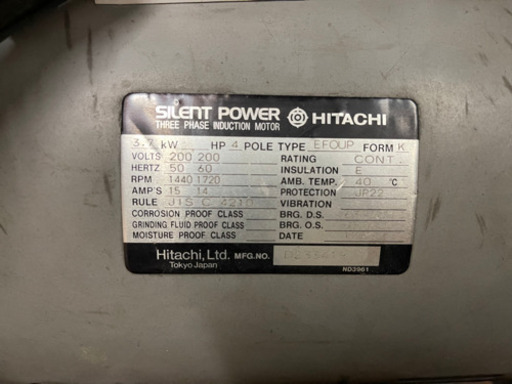 SILENT POWER HITACHI
THREE PHASE INDUCTION MOTOR
3.7 kW HP 4 POLE TYPE EFOUP FORM K
VOLTS 200 200 RATING CONT.
HERTZ 50 60 INSULATION E
RPM 1440 1720 AMB. TEMP. 40 °C
AMP'S 15 14 PROTECTION JP22
RULE JIS C 4210 VIBRATION
CORROSION PROOF CLASS BRG. D.S.
GRINDING FLUID PROOF CLASS BRG. O.S.
MOISTURE PROOF CLASS DATE
Hitachi, Ltd. MFG.NO.
Tokyo Japan
ND3961